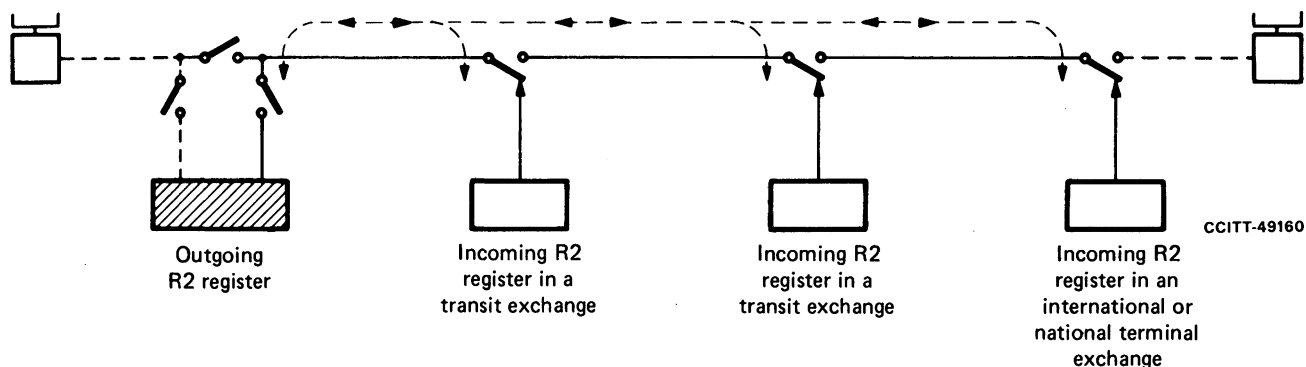 CCITT-49160
Outgoing
R2 register
Incoming R2
register in a
transit exchange
Incoming R2
register in a
transit exchange
Incoming R2
register in an
international or
national terminal
exchange